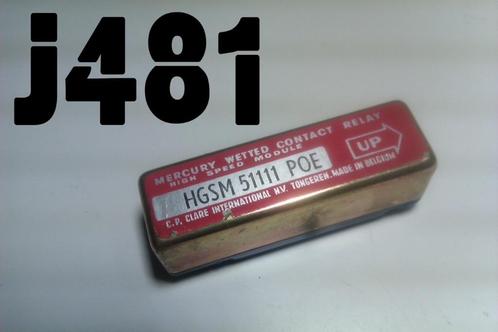 j481
MERCURY WETTED CONTACT RELAY
HIGH SPEED MODULE
UP
HGSM 51111 POE
C.P. CLARE INTERNATIONAL N.V. TONGEREN. MADE IN BELGIUM